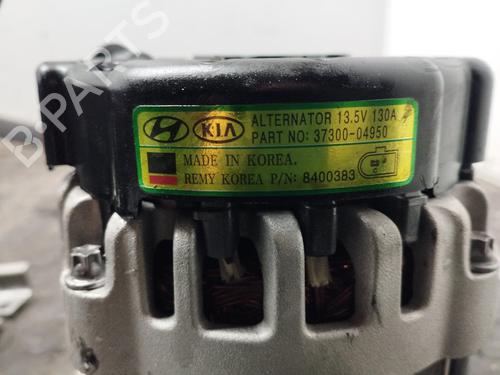 B-PARTS
KIA ALTERNATOR 13.5V 130A
PART NO: 37300-04950
MADE IN KOREA.
REMY KOREA P/N: 8400383
C